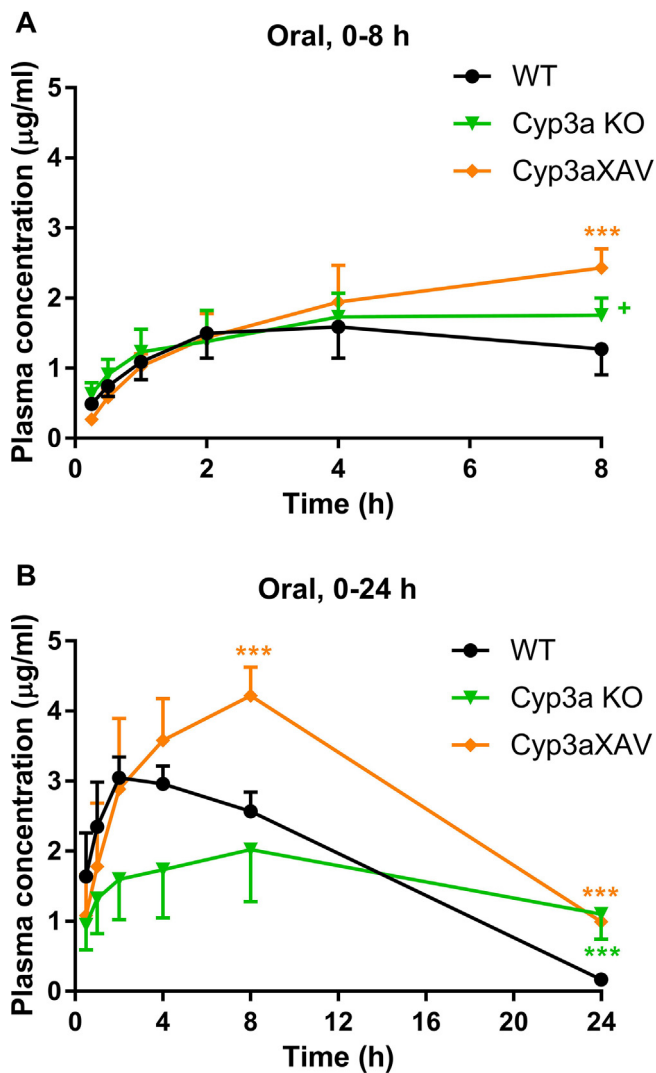 A
Oral, 0-8 h
WT
Cyp3a KO
Cyp3aXAV
Plasma concentration (µg/ml)
5
4
3
2
1
0
***
+
0 2 4 6 8
Time (h)
B
Oral, 0-24 h
WT
Cyp3a KO
Cyp3aXAV
Plasma concentration (µg/ml)
5
4
3
2
1
0
***
***
***
0 4 8 12 16 20 24
Time (h)